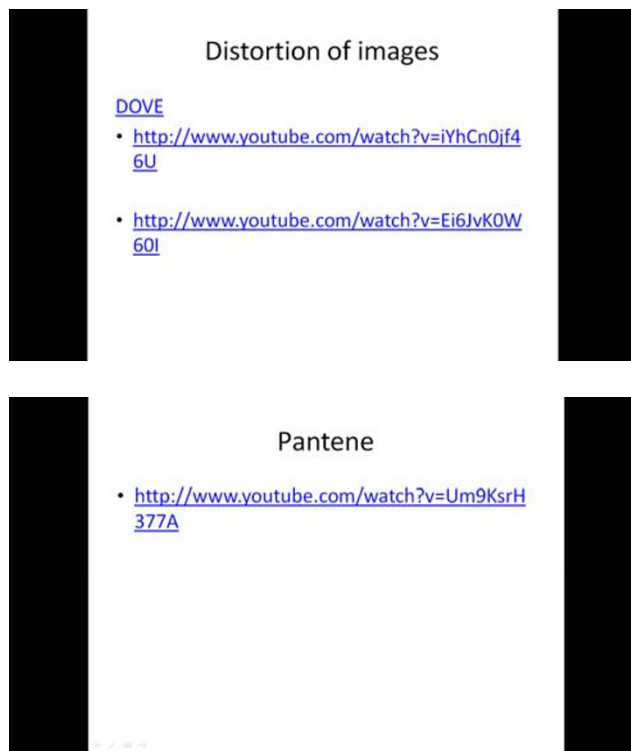 Distortion of images
DOVE
• http://www.youtube.com/watch?v=iYhCn0jf4
6U
• http://www.youtube.com/watch?v=Ei6JvK0W
60I
Pantene
• http://www.youtube.com/watch?v=Um9KsrH
377A